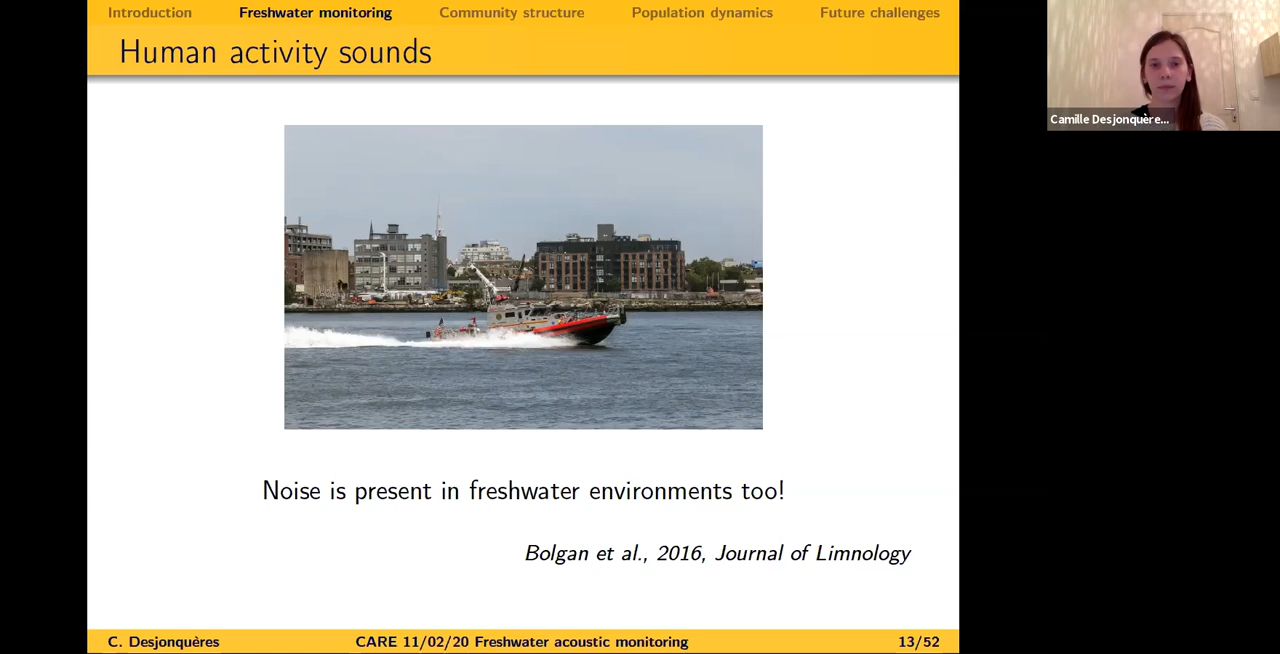 Introduction Freshwater monitoring Community structure Population dynamics Future challenges
Human activity sounds
Camille Desjonquère...
Noise is present in freshwater environments too!
Bolgan et al., 2016, Journal of Limnology
C. Desjonquères CARE 11/02/20 Freshwater acoustic monitoring 13/52